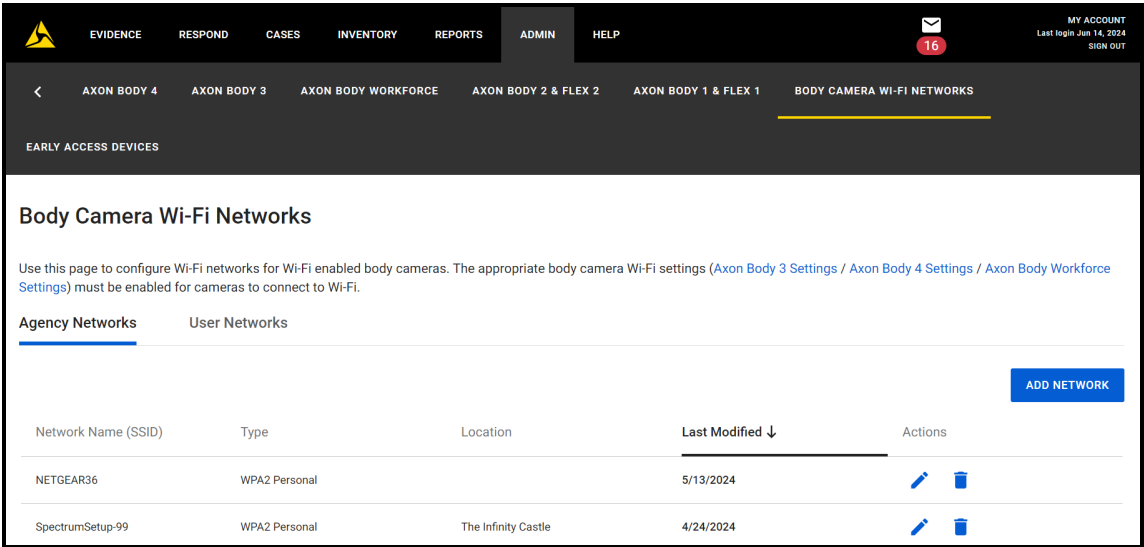 EVIDENCE RESPOND CASES INVENTORY REPORTS ADMIN HELP 16 MY ACCOUNT
Last login Jun 14, 2024
SIGN OUT
AXON BODY 4 AXON BODY 3 AXON BODY WORKFORCE AXON BODY 2 & FLEX 2 AXON BODY 1 & FLEX 1 BODY CAMERA WI-FI NETWORKS
EARLY ACCESS DEVICES
Body Camera Wi-Fi Networks
Use this page to configure Wi-Fi networks for Wi-Fi enabled body cameras. The appropriate body camera Wi-Fi settings (Axon Body 3 Settings / Axon Body 4 Settings / Axon Body Workforce
Settings) must be enabled for cameras to connect to Wi-Fi.
Agency Networks User Networks
ADD NETWORK
Network Name (SSID) Type Location Last Modified Actions
NETGEAR36 WPA2 Personal 5/13/2024
SpectrumSetup-99 WPA2 Personal The Infinity Castle 4/24/2024